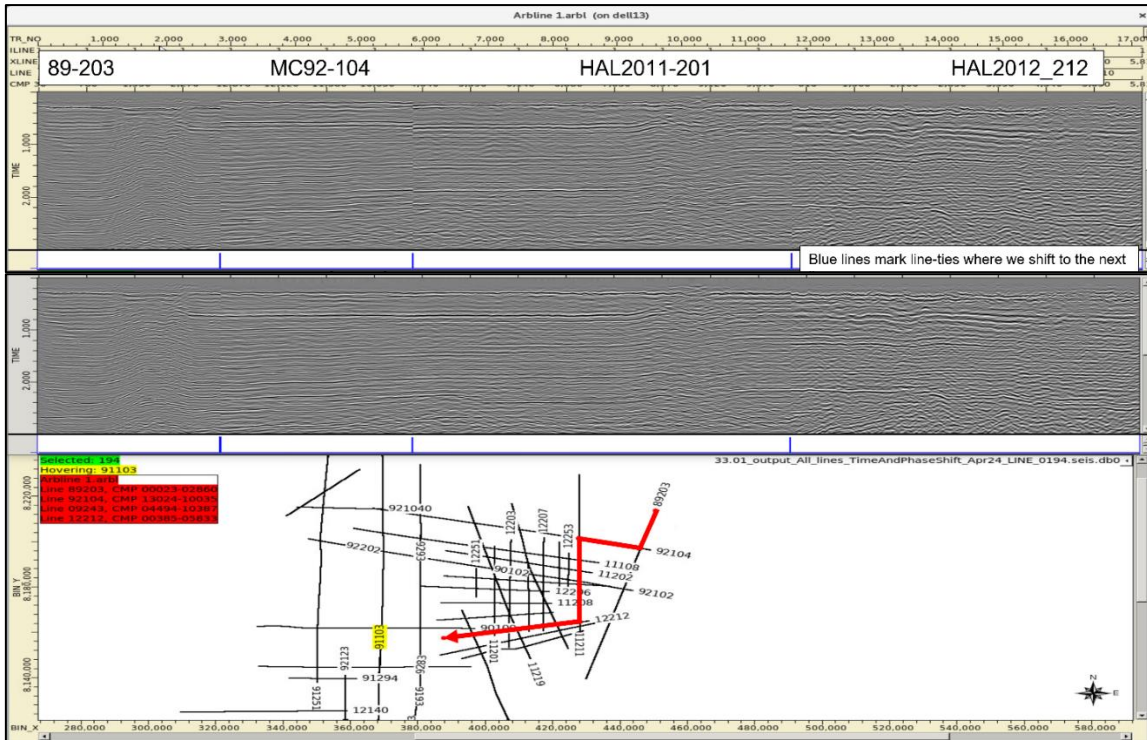 Arbline 1.arbl (on dell13)
TR_NO 1,000 2,000 3,000 4,000 5,000 6,000 7,000 8,000 9,000 10,000 11,000 12,000 13,000 14,000 15,000 16,000 17,0
ILINE
XLINE
LINE
CMP
89-203 MC92-104 HAL2011-201 HAL2012_212
TIME
1,000
2,000
Blue lines mark line-ties where we shift to the next
TIME
1,000
2,000
Selected: 194
Hovering: 91103
Arbline 1.arbl
Line 89203, CMP 00023-02860
Line 92104, CMP 13024-10035
Line 09243, CMP 04494-10387
Line 12212, CMP 00385-05833
33.01_output_All_lines_TimeAndPhaseShift_Apr24_LINE_0194.seis.db0
BIN_Y
8,220,000
8,180,000
8,140,000
89203
921040
12203
12207
12253
92104
92202
9293
12251
11108
90102
11202
12206
92102
11208
12212
90100
91103
11201
11211
92123
9283
11219
91294
91251
9193
12140
N
E
BIN_X 280,000 300,000 320,000 340,000 360,000 380,000 400,000 420,000 440,000 460,000 480,000 500,000 520,000 540,000 560,000 580,000